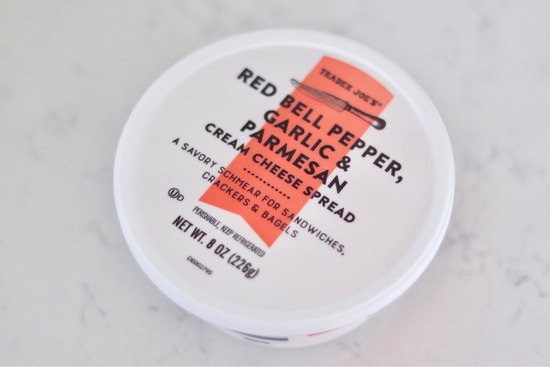 TRADER JOE'S™
RED BELL PEPPER,
GARLIC &
PARMESAN
CREAM CHEESE SPREAD
A SAVORY SCHMEAR FOR SANDWICHES,
CRACKERS & BAGELS
U D
PERISHABLE, KEEP REFRIGERATED
NET WT. 8 OZ. (226g)